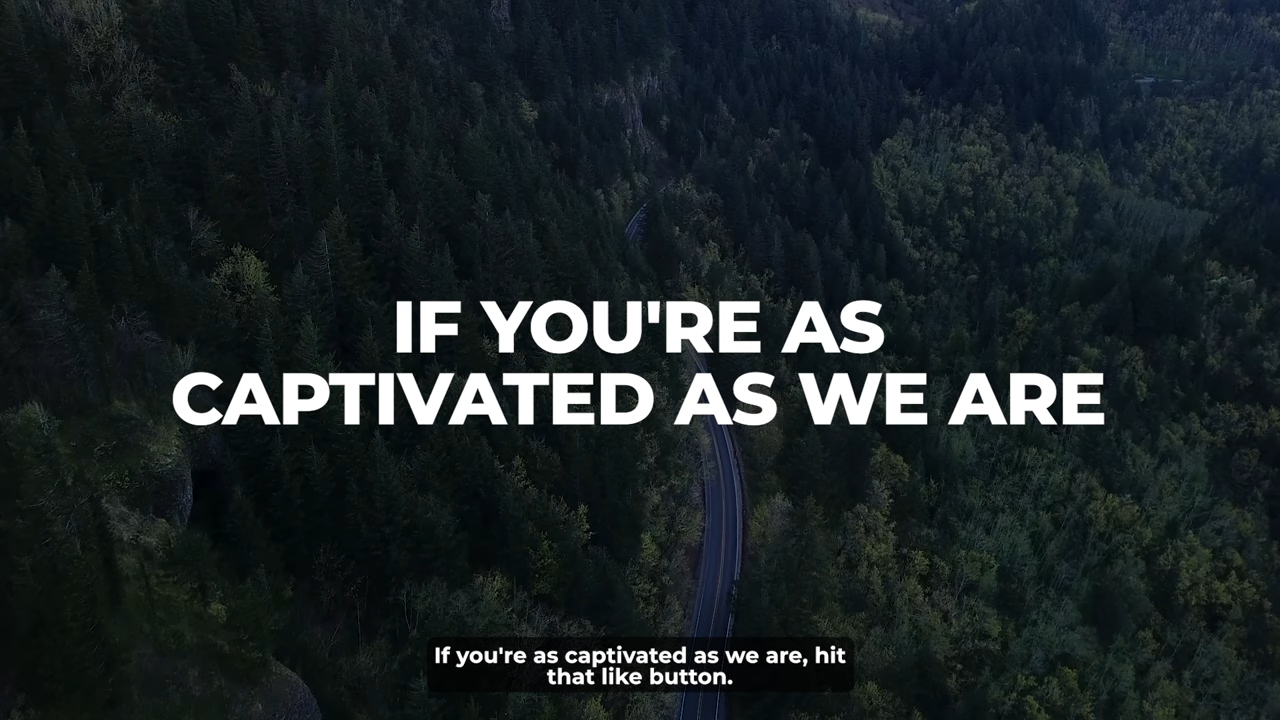 IF YOU'RE AS
CAPTIVATED AS WE ARE
If you're as captivated as we are, hit
that like button.